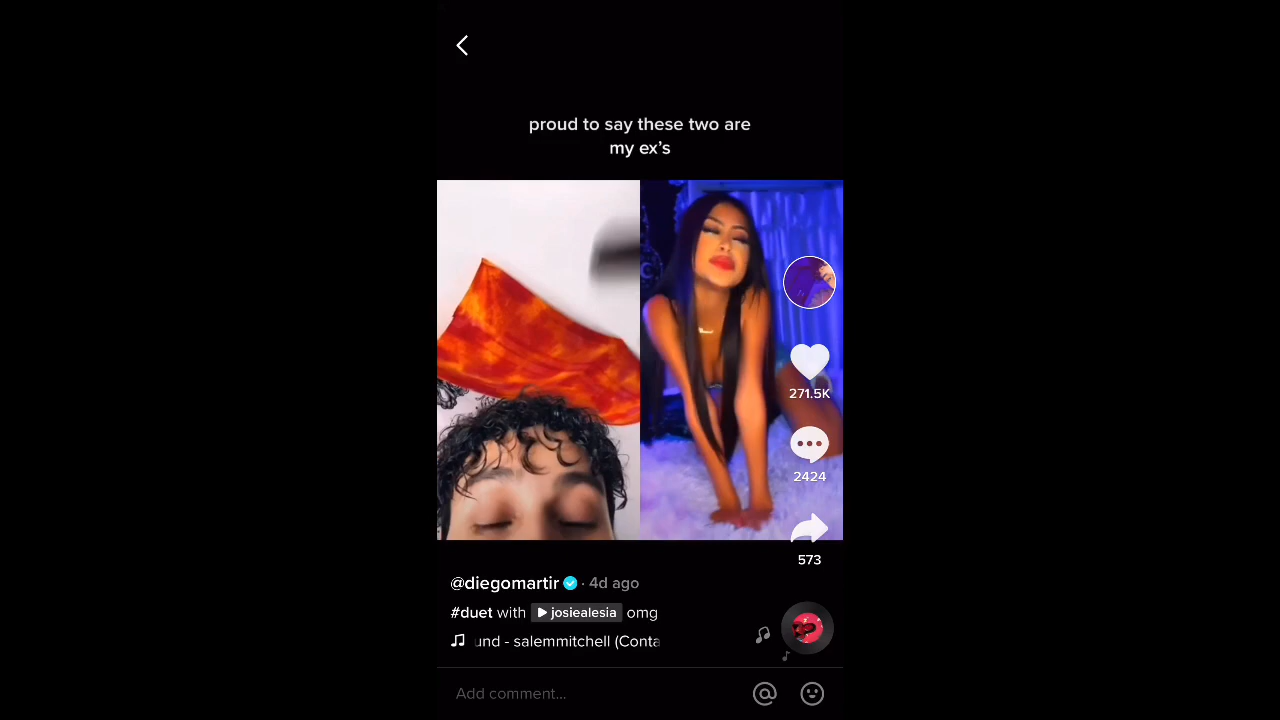 proud to say these two are
my ex's
271.5K
2424
573
@diegomartir · 4d ago
#duet with josiealesia omg
und - salemmitchell (Conta
Add comment...